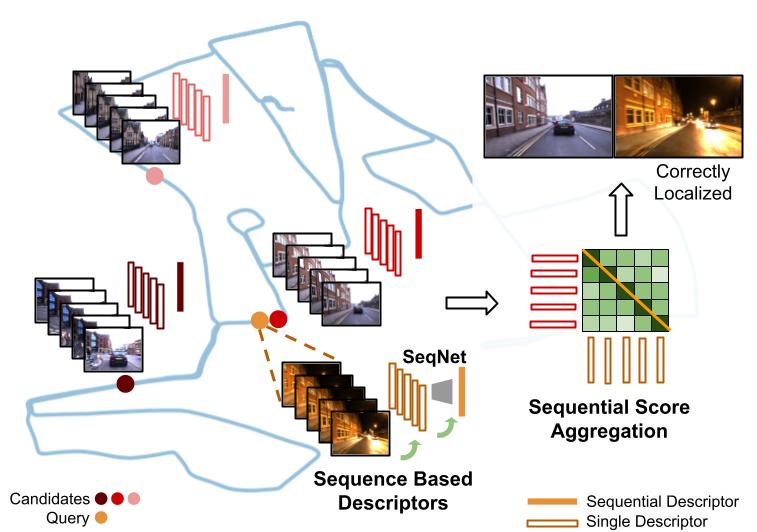 Correctly
Localized
SeqNet
Sequential Score
Aggregation
Sequence Based
Descriptors
Candidates
Query
Sequential Descriptor
Single Descriptor